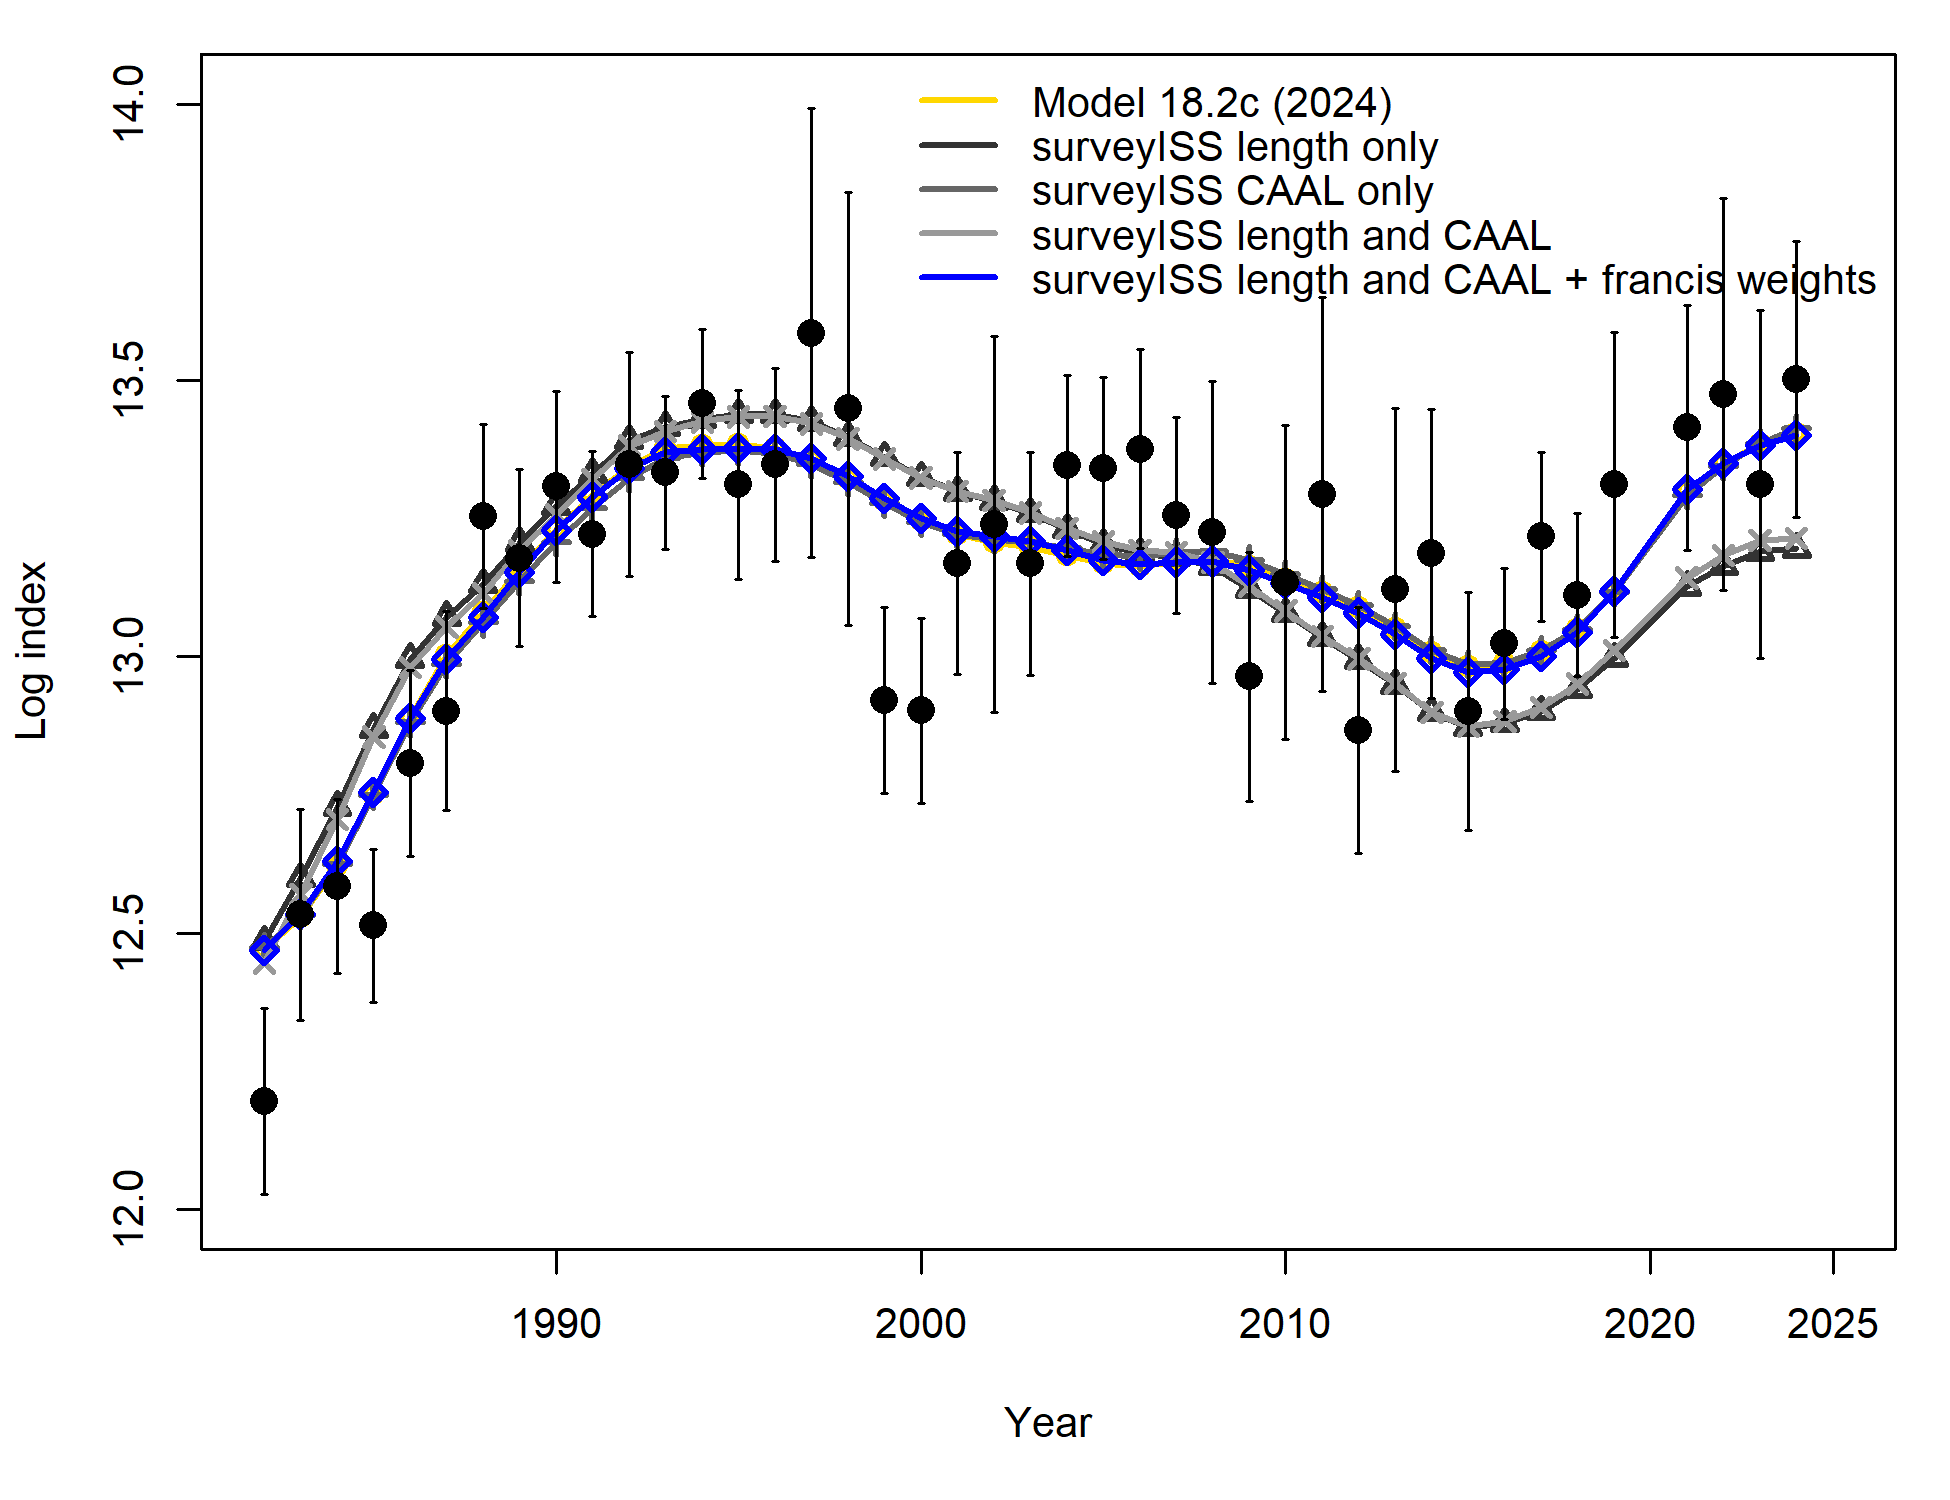 14.0
13.5
13.0
12.5
12.0
Log index
Model 18.2c (2024)
surveyISS length only
surveyISS CAAL only
surveyISS length and CAAL
surveyISS length and CAAL + francis weights
1990
2000
2010
2020
2025
Year